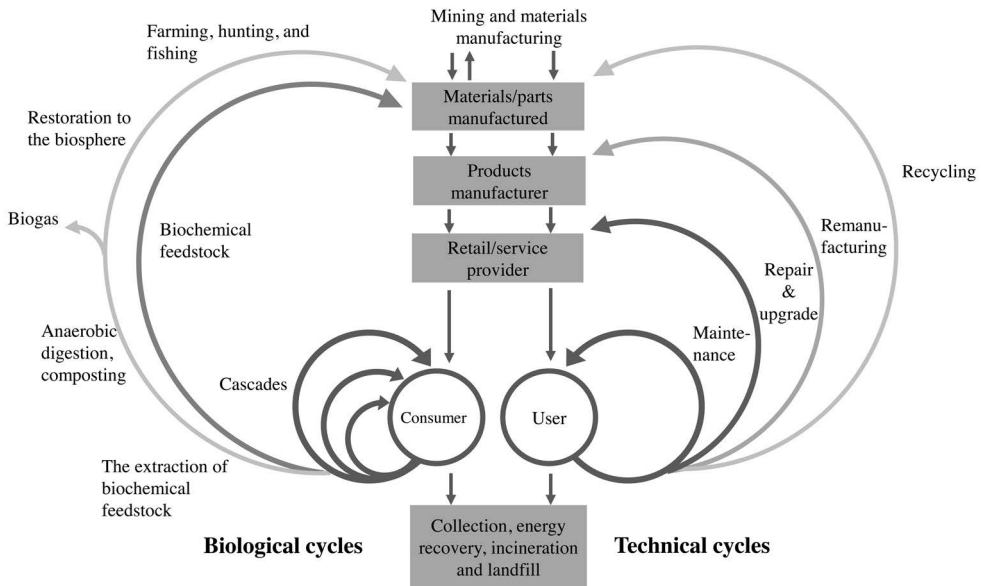 Mining and materials
manufacturing
Farming, hunting, and
fishing
Materials/parts
manufactured
Restoration to
the biosphere
Products
manufacturer
Recycling
Biogas
Biochemical
feedstock
Retail/service
provider
Remanu-
facturing
Repair
&
upgrade
Anaerobic
digestion,
composting
Mainte-
nance
Cascades
Consumer
User
The extraction of
biochemical
feedstock
Biological cycles
Collection, energy
recovery, incineration
and landfill
Technical cycles